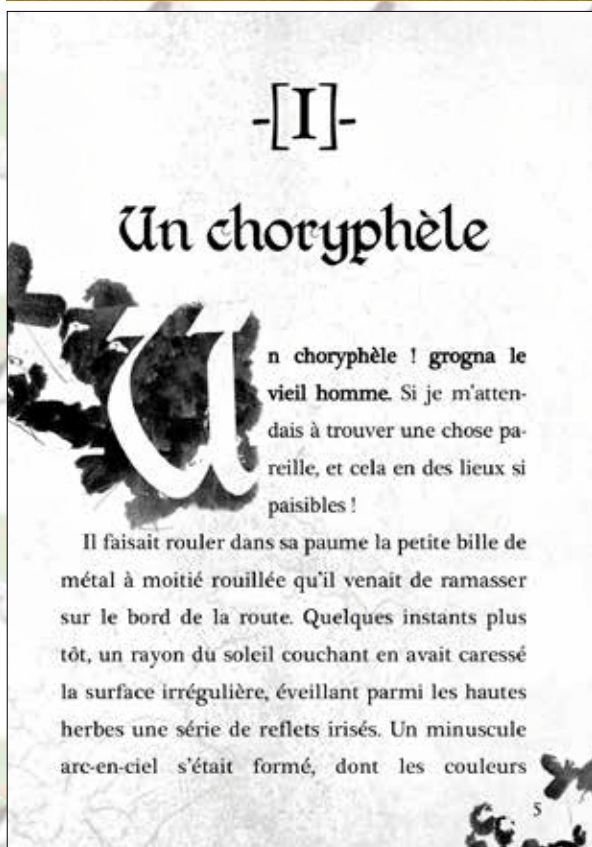 -[I]-
Un choryphèle
Un choryphèle ! grogna le
vieil homme. Si je m'atten-
dais à trouver une chose pa-
reille, et cela en des lieux si
paisibles !
Il faisait rouler dans sa paume la petite bille de
métal à moitié rouillée qu'il venait de ramasser
sur le bord de la route. Quelques instants plus
tôt, un rayon du soleil couchant en avait caressé
la surface irrégulière, éveillant parmi les hautes
herbes une série de reflets irisés. Un minuscule
arc-en-ciel s'était formé, dont les couleurs
5